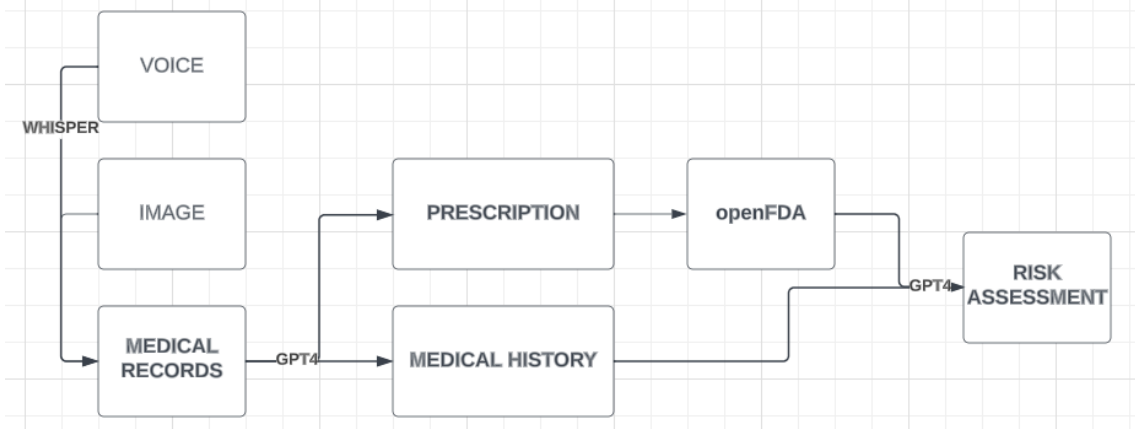 VOICE
WHISPER
IMAGE
PRESCRIPTION
openFDA
RISK
ASSESSMENT
GPT4
MEDICAL
RECORDS
GPT4
MEDICAL HISTORY